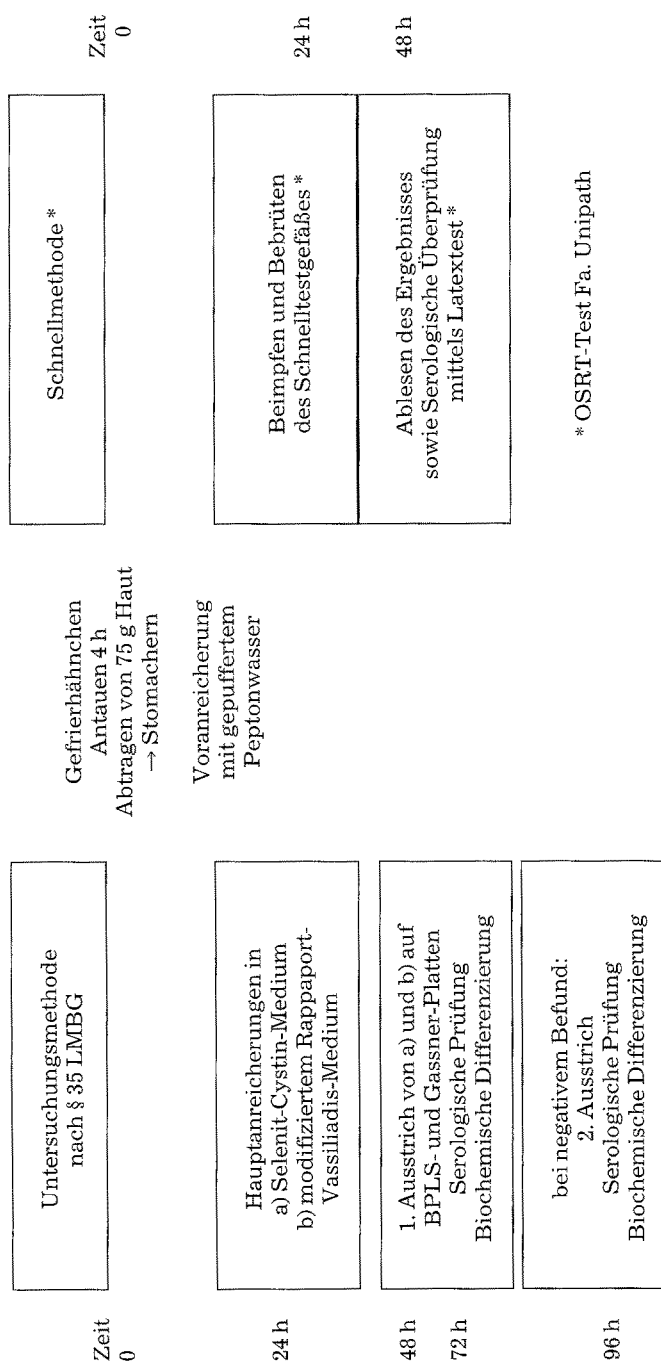 Zeit
0
Untersuchungsmethode
nach § 35 LMBG
24 h
Hauptanreicherungen in
a) Selenit-Cystin-Medium
b) modifiziertem Rappaport-
Vassiliadis-Medium
48 h
72 h
1. Ausstrich von a) und b) auf
BPLS- und Gassner-Platten
Serologische Prüfung
Biochemische Differenzierung
96 h
bei negativem Befund:
2. Ausstrich
Serologische Prüfung
Biochemische Differenzierung
Gefrierhähnchen
Antauen 4 h
Abtragen von 75 g Haut
→ Stomachern
Voranreicherung
mit gepuffertem
Peptonwasser
Schnellmethode *
Zeit
0
Beimpfen und Bebrüten
des Schnelltestgefäßes *
24 h
Ablesen des Ergebnisses
sowie Serologische Überprüfung
mittels Latextest *
48 h
* OSRT-Test Fa. Unipath